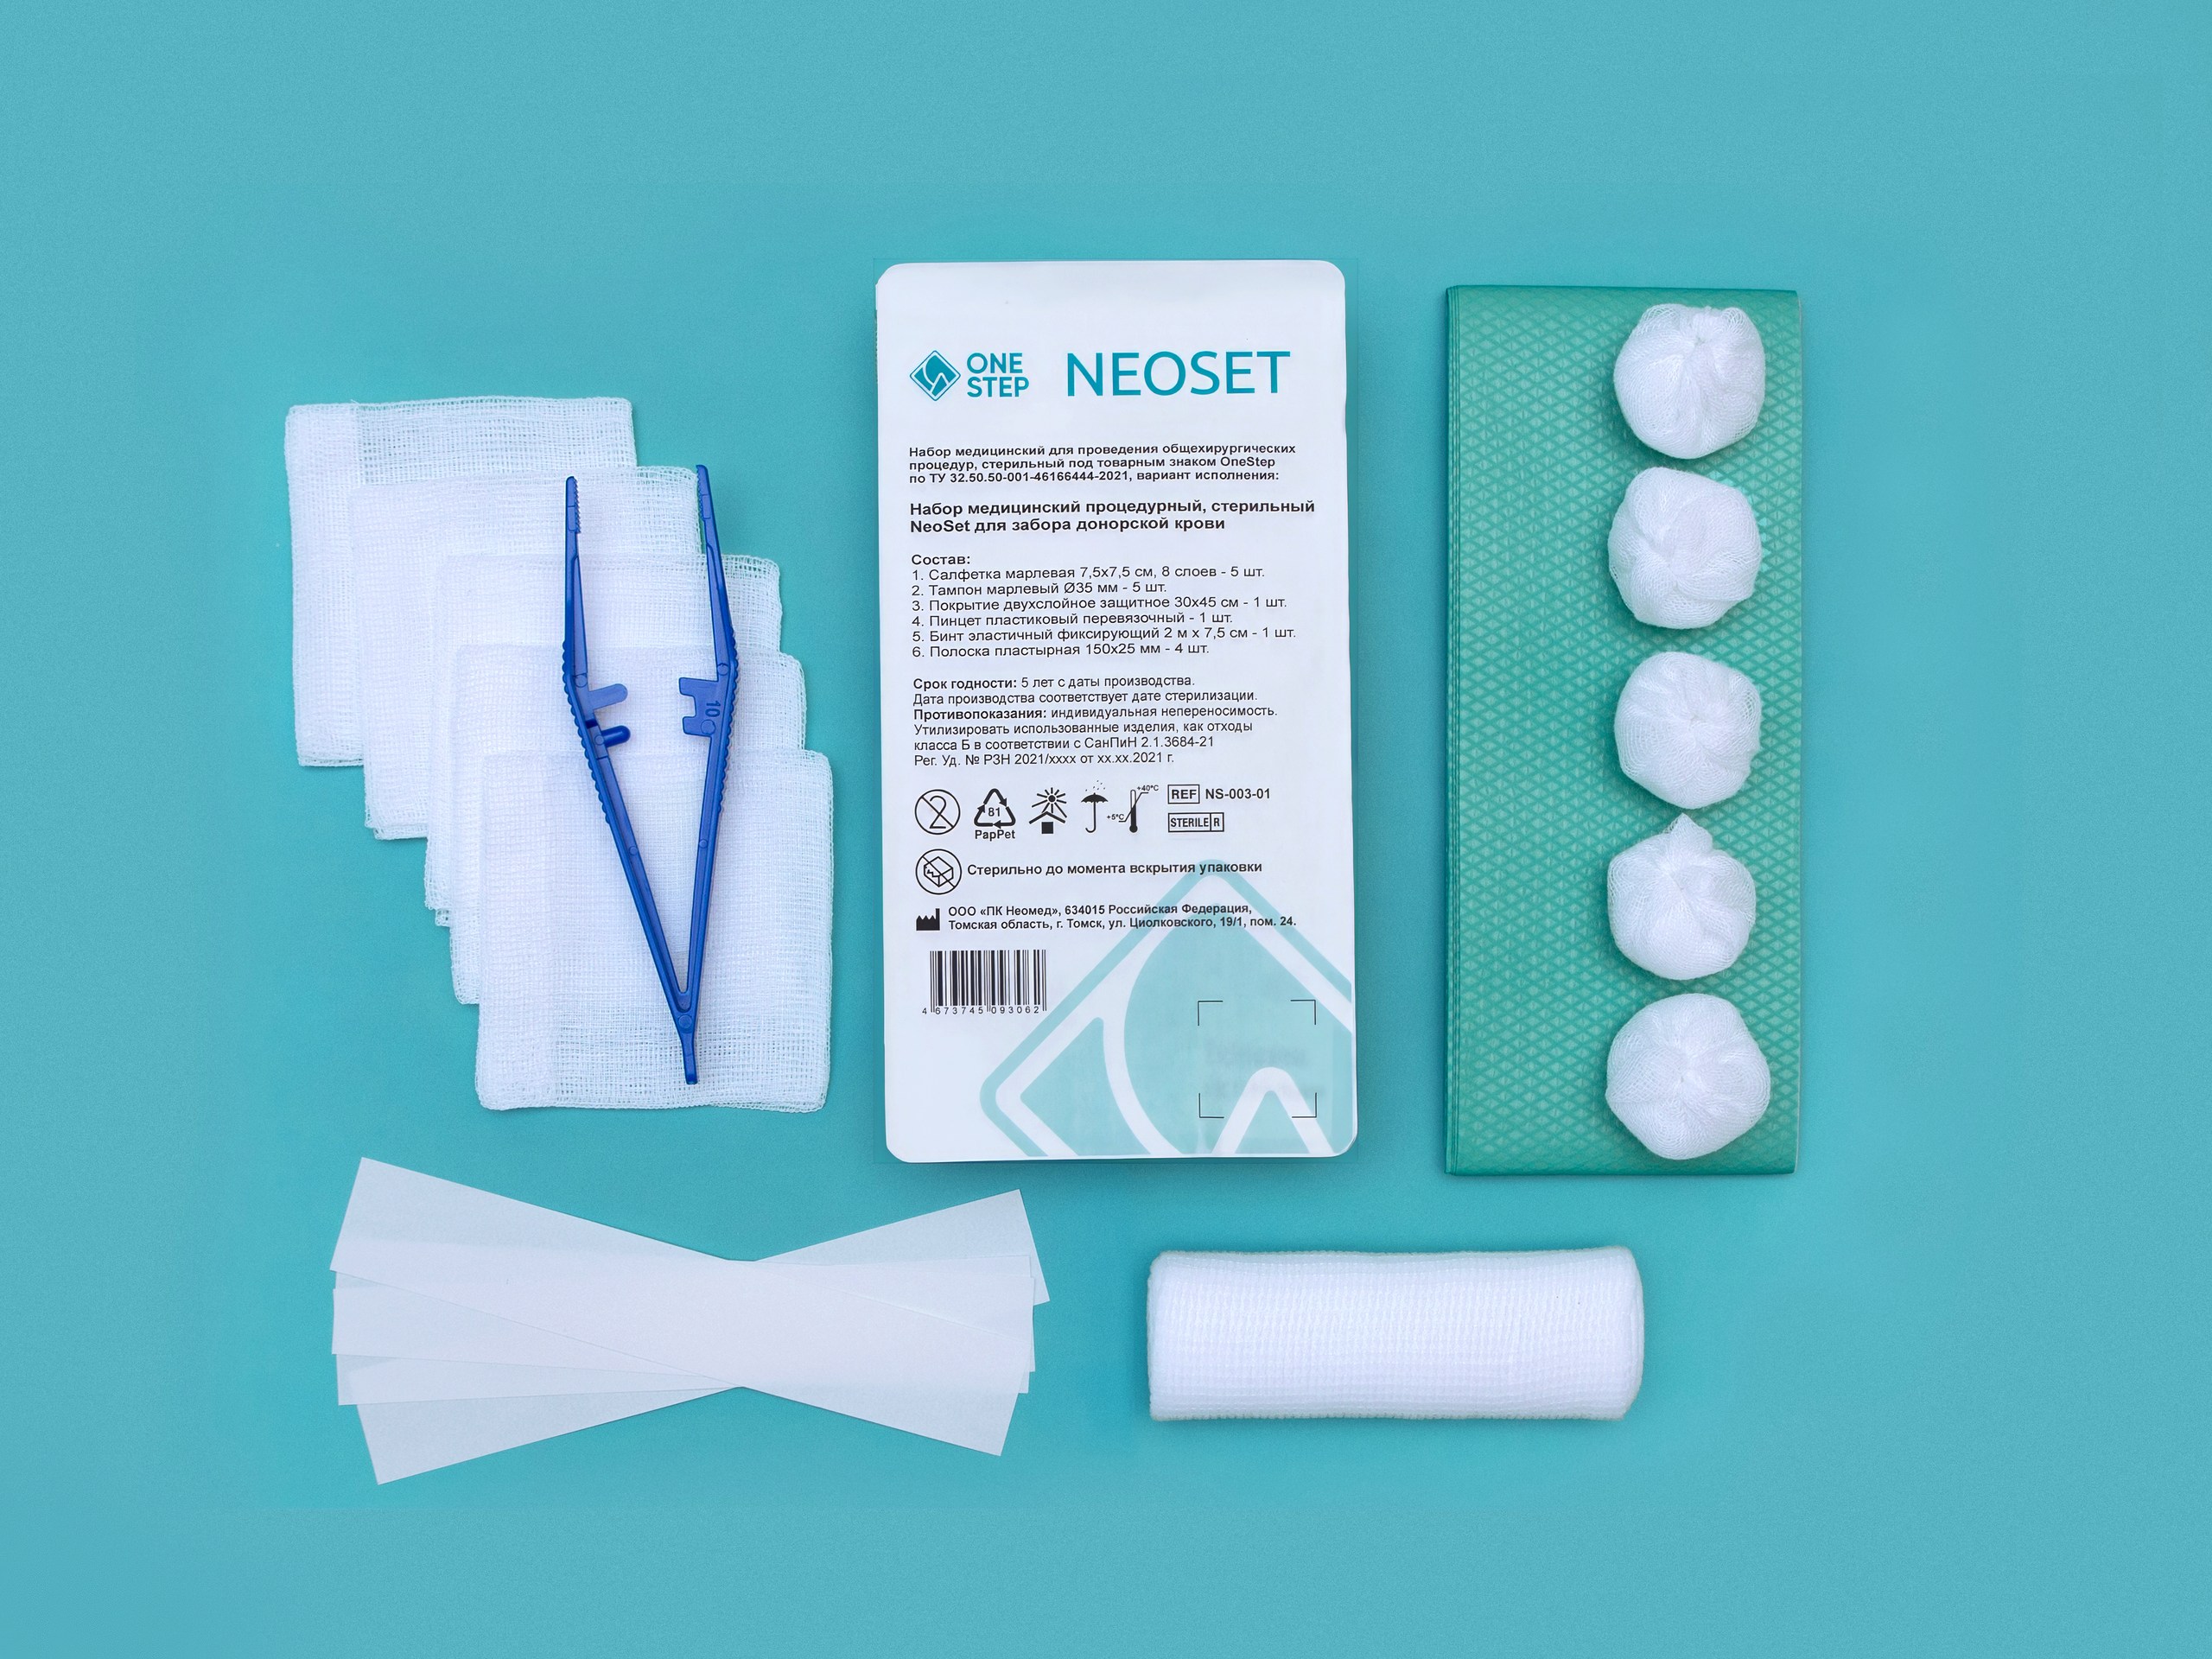 ONE
STEP
NEOSET
Набор медицинский для проведения общехирургических
процедур, стерильный под товарным знаком OneStep
по ТУ 32.50.50-001-46166444-2021, вариант исполнения:
Набор медицинский процедурный, стерильный
NeoSet для забора донорской крови
Состав:
1. Салфетка марлевая 7,5х7,5 см, 8 слоев - 5 шт.
2. Тампон марлевый Ø35 мм - 5 шт.
3. Покрытие двухслойное защитное 30х45 см - 1 шт.
4. Пинцет пластиковый перевязочный - 1 шт.
5. Бинт эластичный фиксирующий 2 м х 7,5 см - 1 шт.
6. Полоска пластырная 150х25 мм - 4 шт.
Срок годности: 5 лет с даты производства.
Дата производства соответствует дате стерилизации.
Противопоказания: индивидуальная непереносимость.
Утилизировать использованные изделия, как отходы
класса Б в соответствии с СанПиН 2.1.3684-21
Рег. Уд. № РЗН 2021/хххх от хх.хх.2021 г.
2
81
PapPet
+5°C
+40°C
REF NS-003-01
STERILE R
Стерильно до момента вскрытия упаковки
ООО «ПК Неомед», 634015 Российская Федерация,
Томская область, г. Томск, ул. Циолковского, 19/1, пом. 24.
4 673745 093062
10